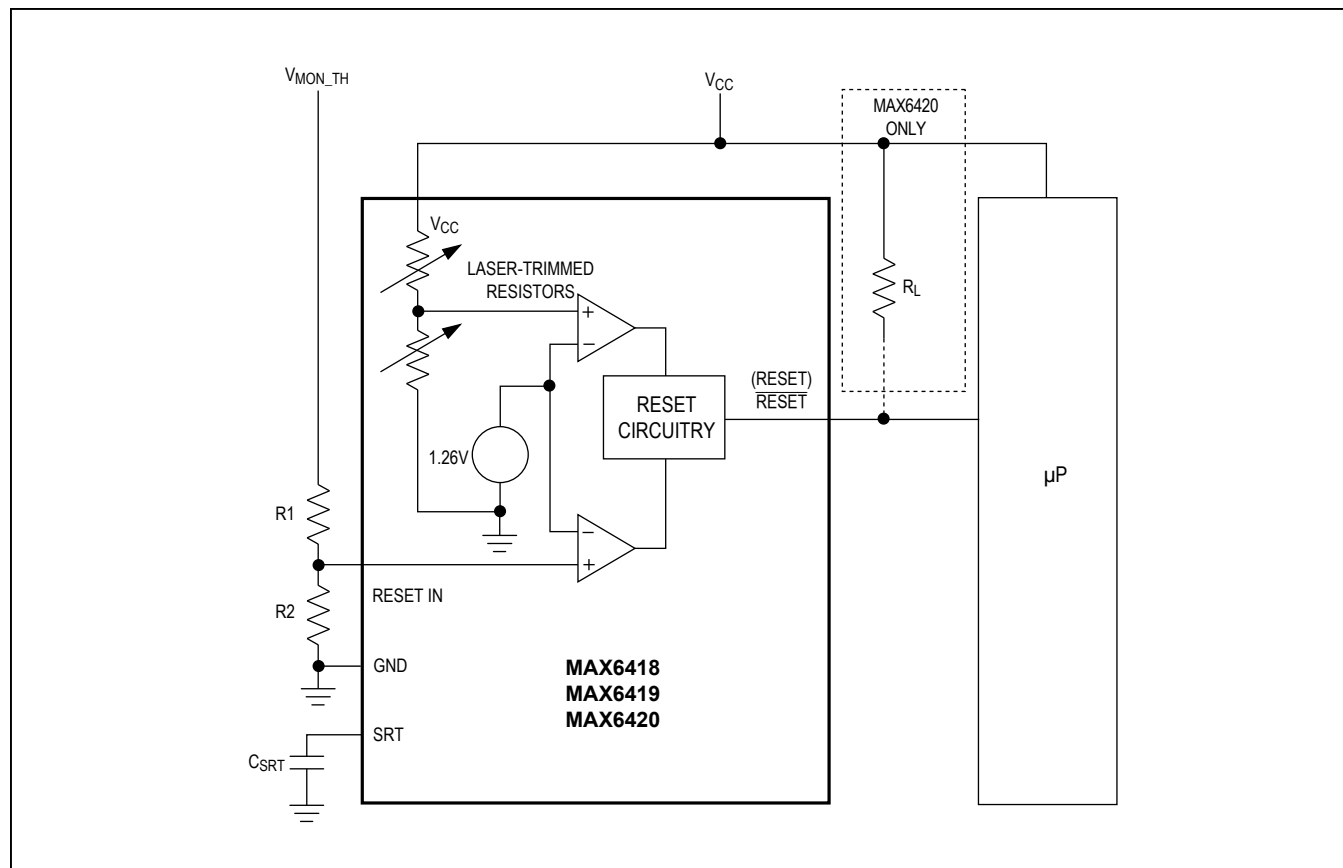 V_MON_TH
V_CC
MAX6420
ONLY
V_CC
LASER-TRIMMED
RESISTORS
R_L
+
−
(RESET)
RESET
RESET
CIRCUITRY
1.26V
µP
R1
−
+
RESET IN
R2
GND
MAX6418
MAX6419
MAX6420
SRT
C_SRT